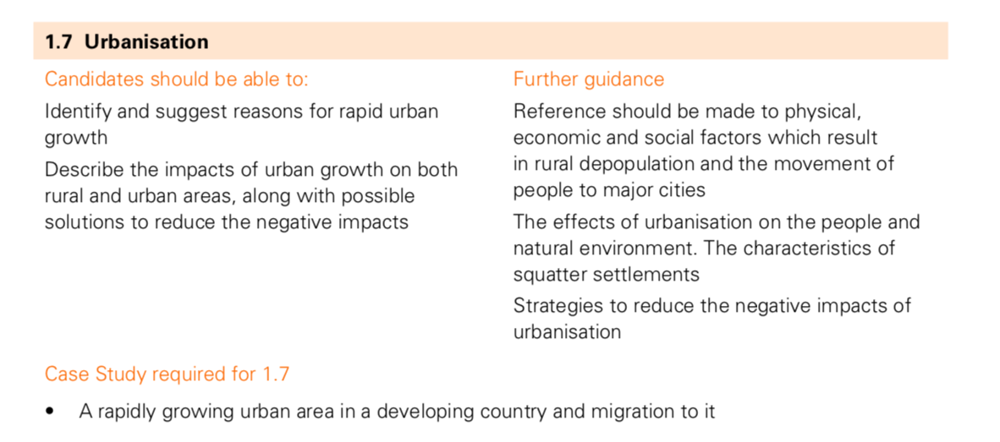 1.7 Urbanisation
Candidates should be able to:
Identify and suggest reasons for rapid urban
growth
Describe the impacts of urban growth on both
rural and urban areas, along with possible
solutions to reduce the negative impacts
Further guidance
Reference should be made to physical,
economic and social factors which result
in rural depopulation and the movement of
people to major cities
The effects of urbanisation on the people and
natural environment. The characteristics of
squatter settlements
Strategies to reduce the negative impacts of
urbanisation
Case Study required for 1.7
• A rapidly growing urban area in a developing country and migration to it